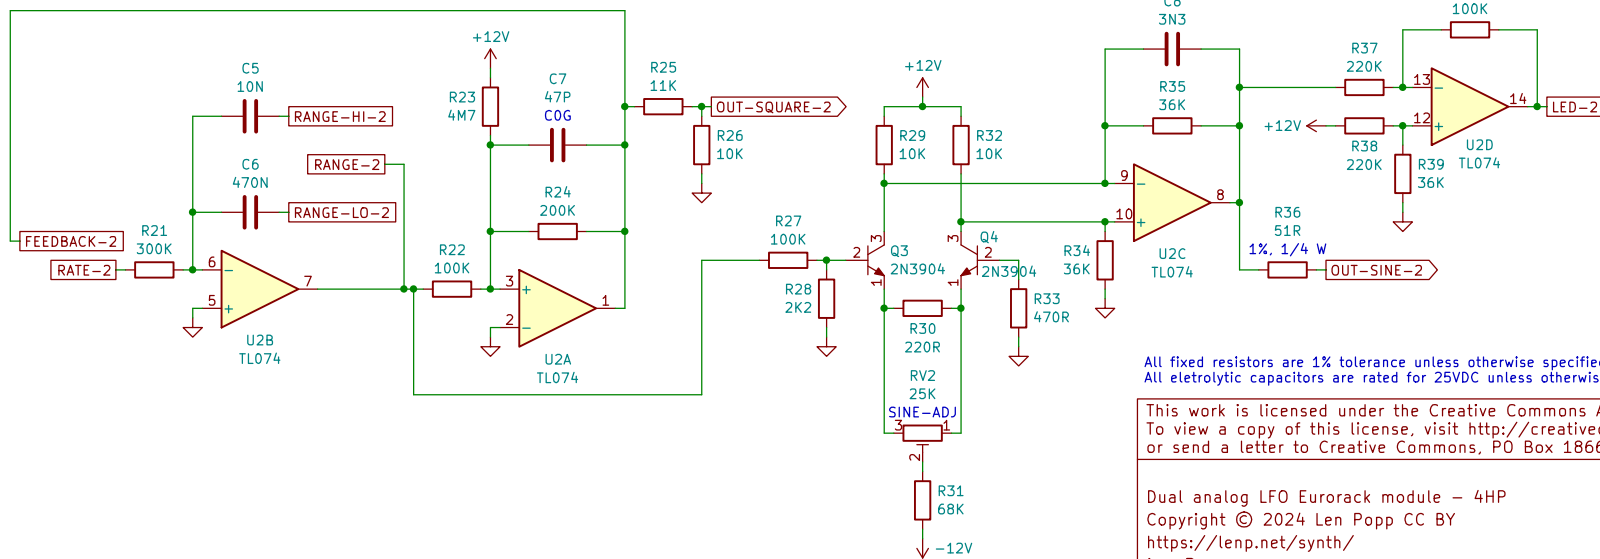 C5
10N
RANGE-HI-2
C6
470N
RANGE-LO-2
RANGE-2
FEEDBACK-2
RATE-2
R21
300K
6
5
7
U2B
TL074
+12V
R23
4M7
C7
47P
C0G
R24
200K
R22
100K
3
2
1
U2A
TL074
R25
11K
OUT-SQUARE-2
R26
10K
R27
100K
R28
2K2
+12V
R29
10K
R32
10K
3
2
1
Q3
2N3904
3
2
1
Q4
2N3904
R30
220R
R33
470R
RV2
25K
SINE-ADJ
3
1
2
R31
68K
-12V
3N3
R35
36K
9
10
8
U2C
TL074
R34
36K
R36
51R
1%, 1/4 W
OUT-SINE-2
100K
R37
220K
+12V
R38
220K
R39
36K
13
12
14
U2D
TL074
LED-2
All fixed resistors are 1% tolerance unless otherwise specifie
All eletrolytic capacitors are rated for 25VDC unless otherwis
This work is licensed under the Creative Commons A
To view a copy of this license, visit http://creative
or send a letter to Creative Commons, PO Box 1866
Dual analog LFO Eurorack module - 4HP
Copyright © 2024 Len Popp CC BY
https://lenp.net/synth/